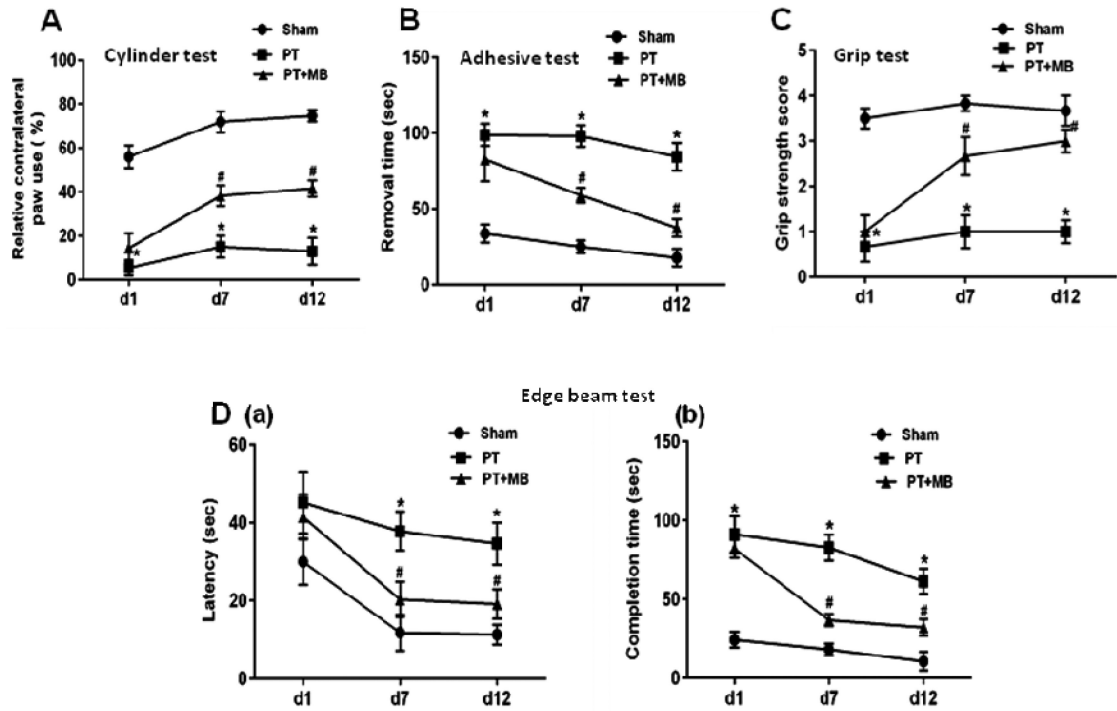 A
Cylinder test
Sham
PT
PT+MB
Relative contralateral
paw use ( %)
100
80
60
40
20
0
*
#
*
#
*
d1
d7
d12
B
Adhesive test
Sham
PT
PT+MB
Removal time (sec)
150
100
50
0
*
*
*
#
#
d1
d7
d12
C
Grip test
Sham
PT
PT+MB
Grip strength score
5
4
3
2
1
0
*
#
*
#
*
d1
d7
d12
Edge beam test
D (a)
Sham
PT
PT+MB
Latency (sec)
60
40
20
0
*
*
#
#
d1
d7
d12
(b)
Sham
PT
PT+MB
Completion time (sec)
150
100
50
0
*
*
*
#
#
d1
d7
d12